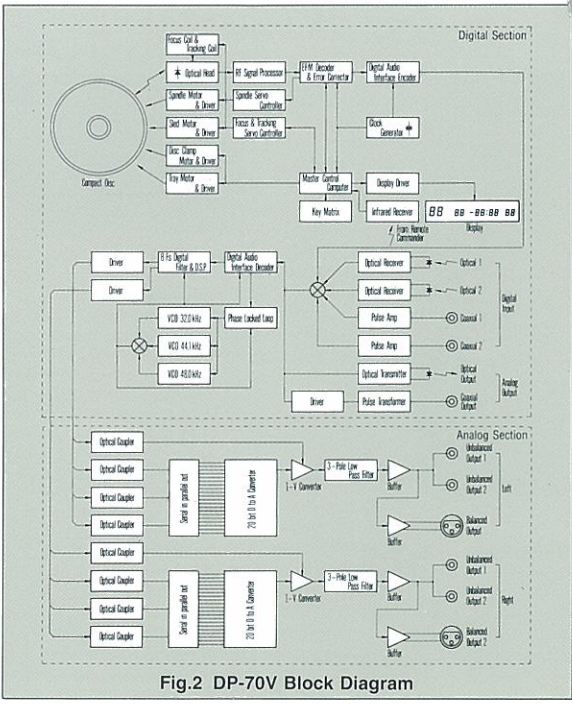 Digital Section
Focus Coil &
Tracking Coil
Optical Head
RF Signal Processor
EFM Decoder
& Error Corrector
Digital Audio
Interface Encoder
Spindle Motor
& Driver
Spindle Servo
Controller
Sled Motor
& Driver
Focus & Tracking
Servo Controller
Clock
Generator
Disc Clamp
Motor & Driver
Compact Disc
Tray Motor
& Driver
Master Control
Computer
Display Driver
Key Matrix
Infrared Receiver
88 88 -88:88 88
Display
From Remote
Commander
Driver
8 Fs Digital
Filter & D.S.P
Digital Audio
Interface Decoder
Optical Receiver
Optical 1
Driver
Optical Receiver
Optical 2
Digital
Input
VCO 32.0 kHz
Phase Locked Loop
Pulse Amp
Coaxial 1
VCO 44.1 kHz
Pulse Amp
Coaxial 2
VCO 48.0 kHz
Optical Transmitter
Optical
Output
Analog
Output
Driver
Pulse Transformer
Coaxial
Output
Analog Section
Optical Coupler
Optical Coupler
Optical Coupler
Optical Coupler
Serial in parallel out
20 bit D to A Converter
I-V Converter
3-Pole Low
Pass Filter
Buffer
Buffer
Unbalanced
Output 1
Unbalanced
Output 2
Balanced
Output
Left
Optical Coupler
Optical Coupler
Optical Coupler
Optical Coupler
Serial in parallel out
20 bit D to A Converter
I-V Converter
3-Pole Low
Pass Filter
Buffer
Buffer
Unbalanced
Output 1
Unbalanced
Output 2
Balanced
Output 2
Right
Fig.2 DP-70V Block Diagram